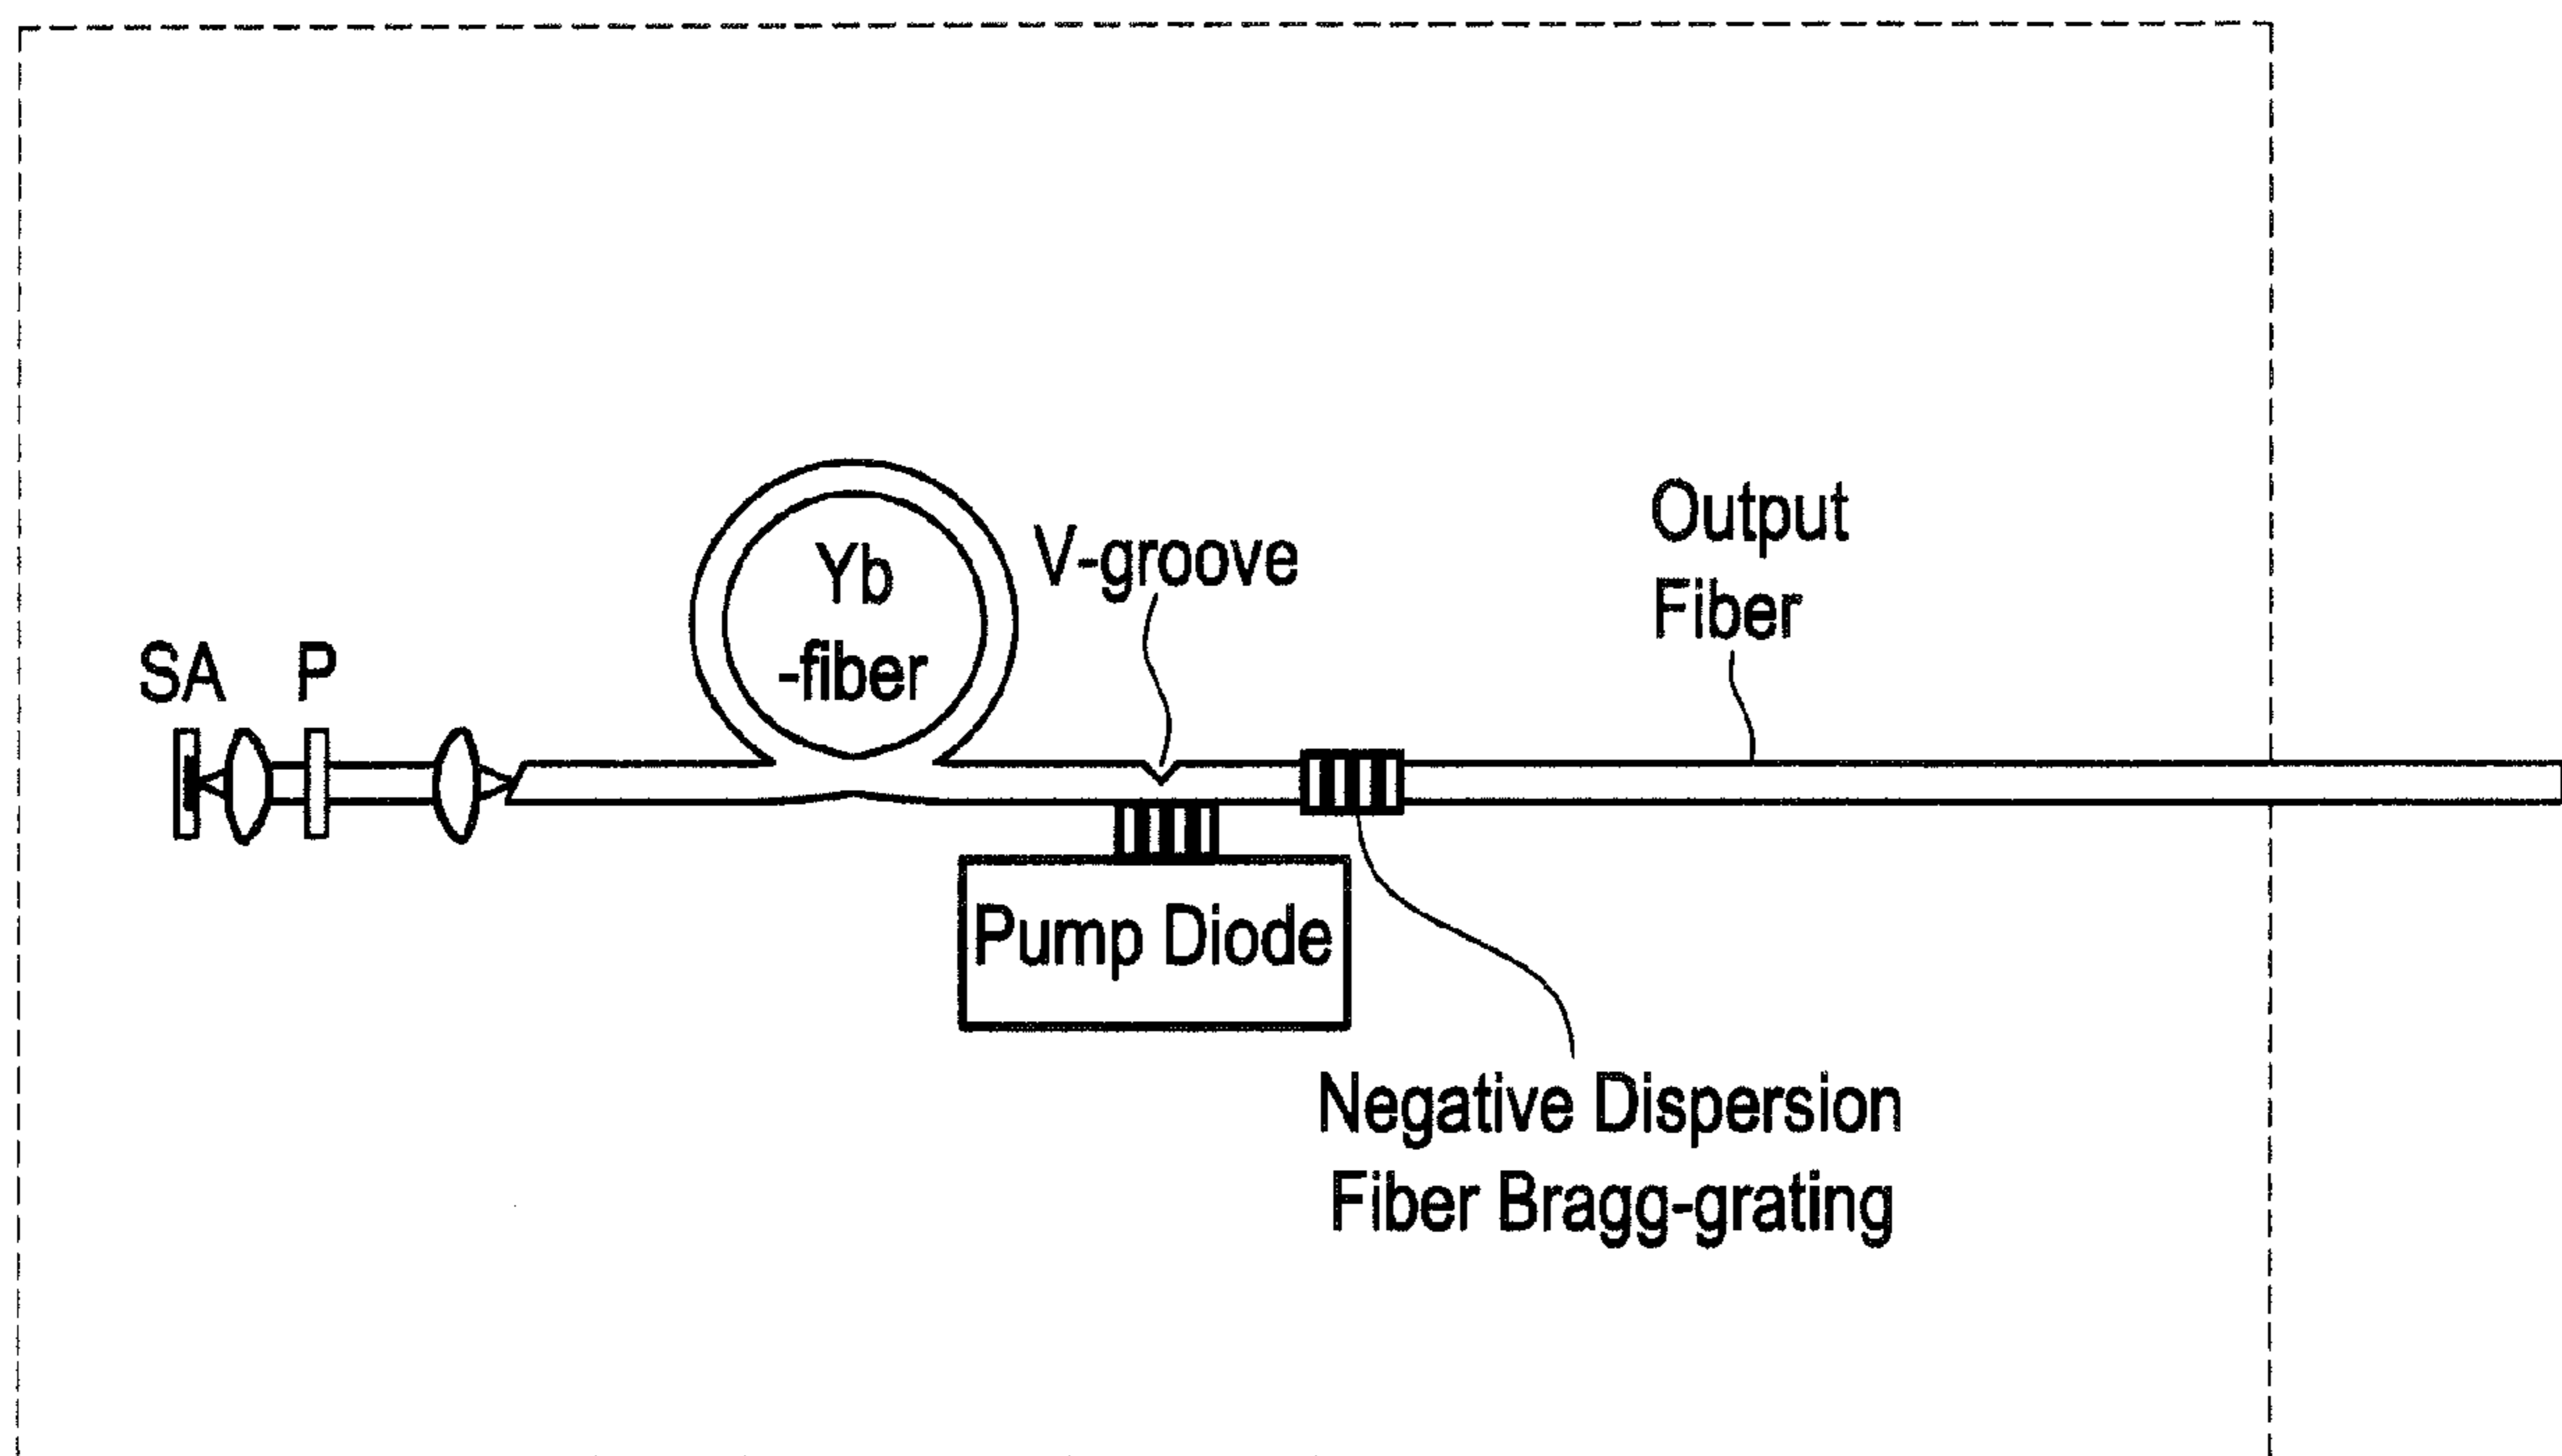 Output
Fiber
V-groove
Yb
-fiber
SA
P
Pump Diode
Negative Dispersion
Fiber Bragg-grating